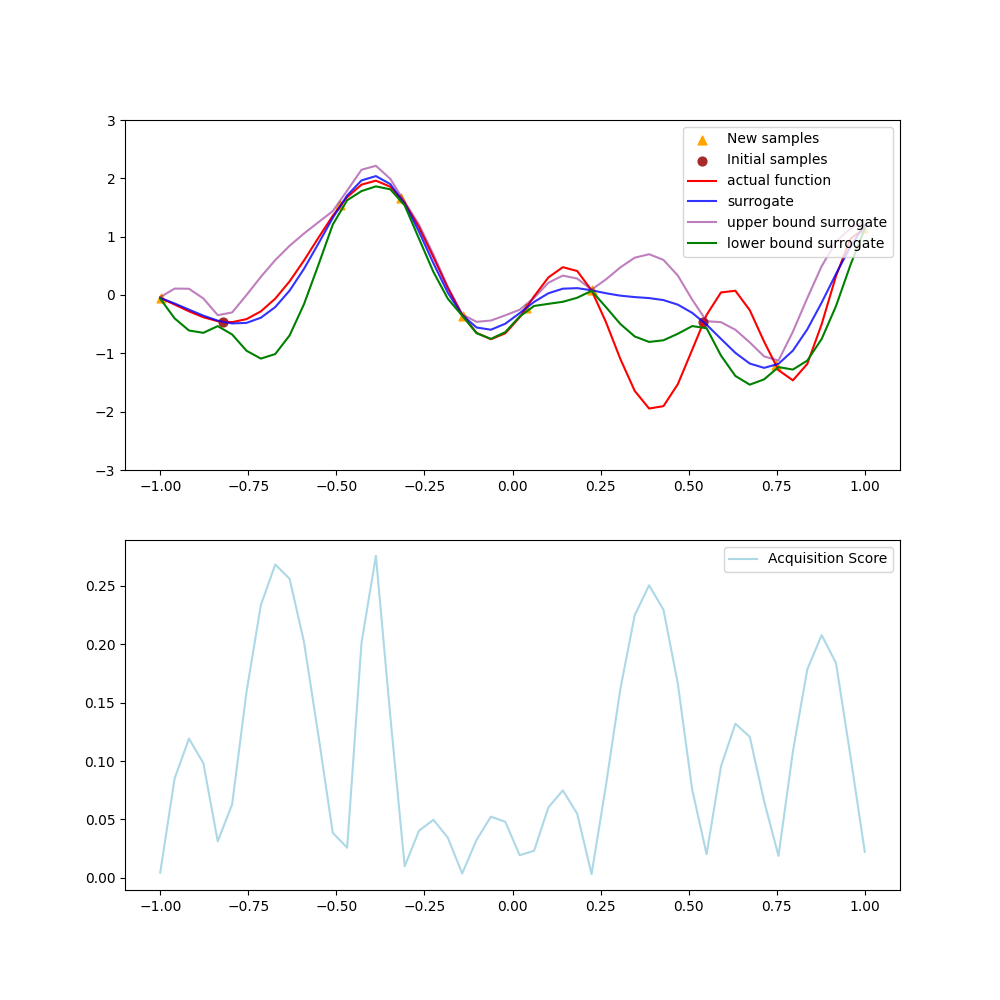 3
2
1
0
−1
−2
−3
New samples
Initial samples
actual function
surrogate
upper bound surrogate
lower bound surrogate
−1.00 −0.75 −0.50 −0.25 0.00 0.25 0.50 0.75 1.00
Acquisition Score
0.25
0.20
0.15
0.10
0.05
0.00
−1.00 −0.75 −0.50 −0.25 0.00 0.25 0.50 0.75 1.00